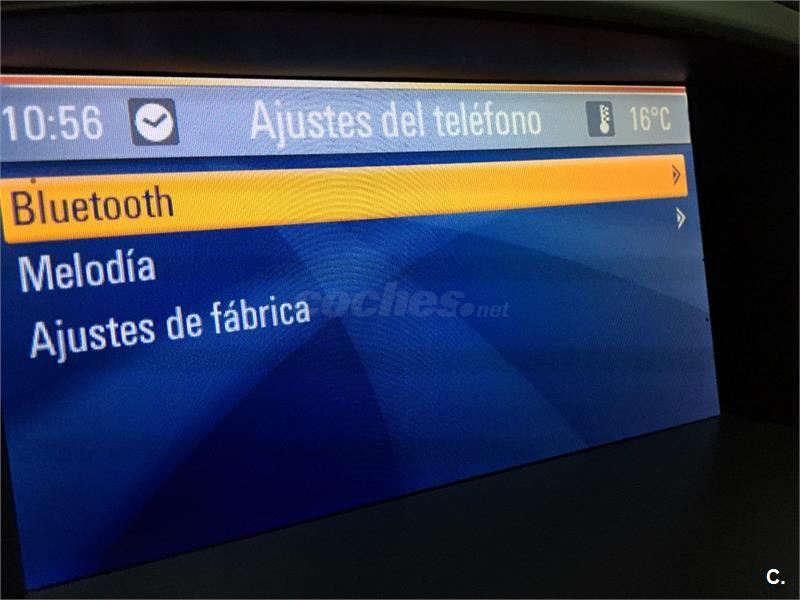 10:56 Ajustes del teléfono 16°C
Bluetooth
Melodía
Ajustes de fábrica
coches.net
C.